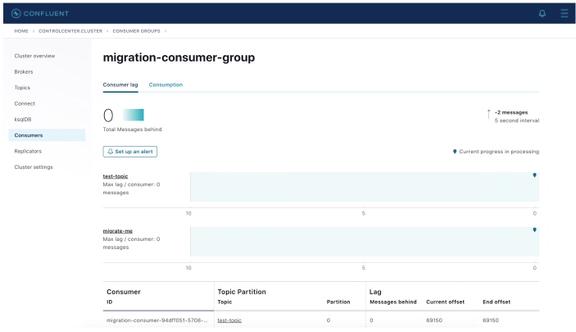 CONFLUENT
HOME > CONTROLCENTER.CLUSTER > CONSUMER GROUPS >
Cluster overview
Brokers
Topics
Connect
ksqlDB
Consumers
Replicators
Cluster settings
migration-consumer-group
Consumer lag Consumption
0
Total Messages behind
-2 messages
5 second interval
Set up an alert
Current progress in processing
test-topic
Max lag / consumer: 0
messages
10 5 0
migrate-me
Max lag / consumer: 0
messages
10 5 0
Consumer Topic Partition Lag
ID Topic Partition Messages behind Current offset End offset
migration-consumer-94df7051-5706-... test-topic 0 0 69150 69150